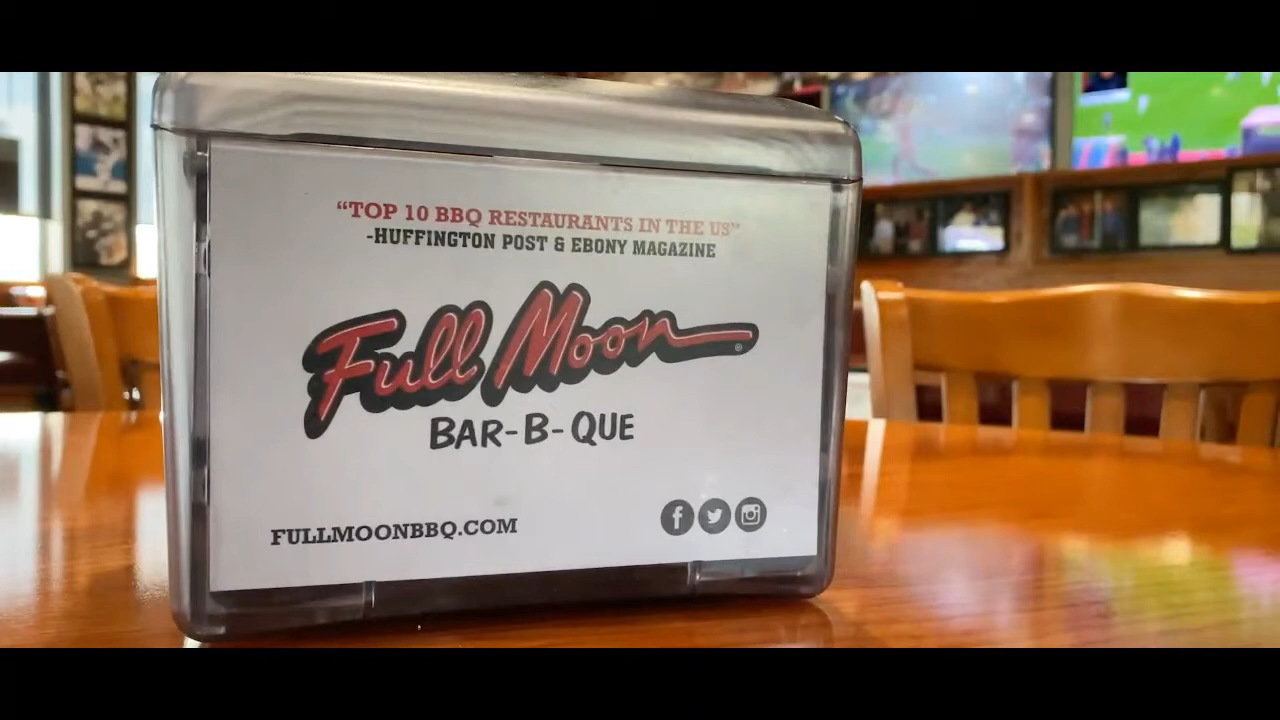 “TOP 10 BBQ RESTAURANTS IN THE US”
-HUFFINGTON POST & EBONY MAGAZINE
Full Moon®
BAR-B-QUE
FULLMOONBBQ.COM